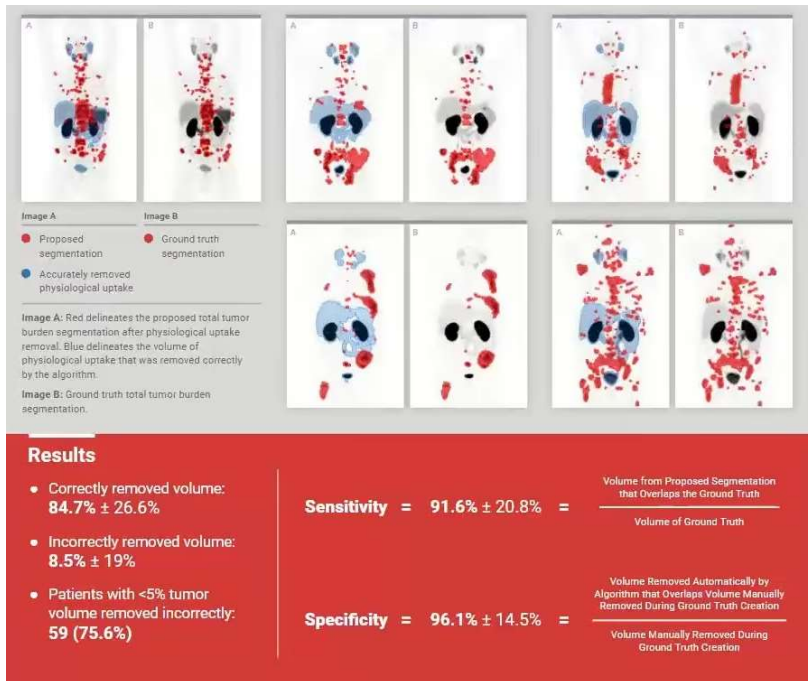 A
B
A
B
A
B
Image A
Image B
Proposed
segmentation
Ground truth
segmentation
Accurately removed
physiological uptake
Image A: Red delineates the proposed total tumor
burden segmentation after physiological uptake
removal. Blue delineates the volume of
physiological uptake that was removed correctly
by the algorithm.
Image B: Ground truth total tumor burden
segmentation.
A
B
A
B
Results
• Correctly removed volume:
84.7% ± 26.6%
• Incorrectly removed volume:
8.5% ± 19%
• Patients with <5% tumor
volume removed incorrectly:
59 (75.6%)
Sensitivity = 91.6% ± 20.8% =
Volume from Proposed Segmentation
that Overlaps the Ground Truth
Volume of Ground Truth
Specificity = 96.1% ± 14.5% =
Volume Removed Automatically by
Algorithm that Overlaps Volume Manually
Removed During Ground Truth Creation
Volume Manually Removed During
Ground Truth Creation